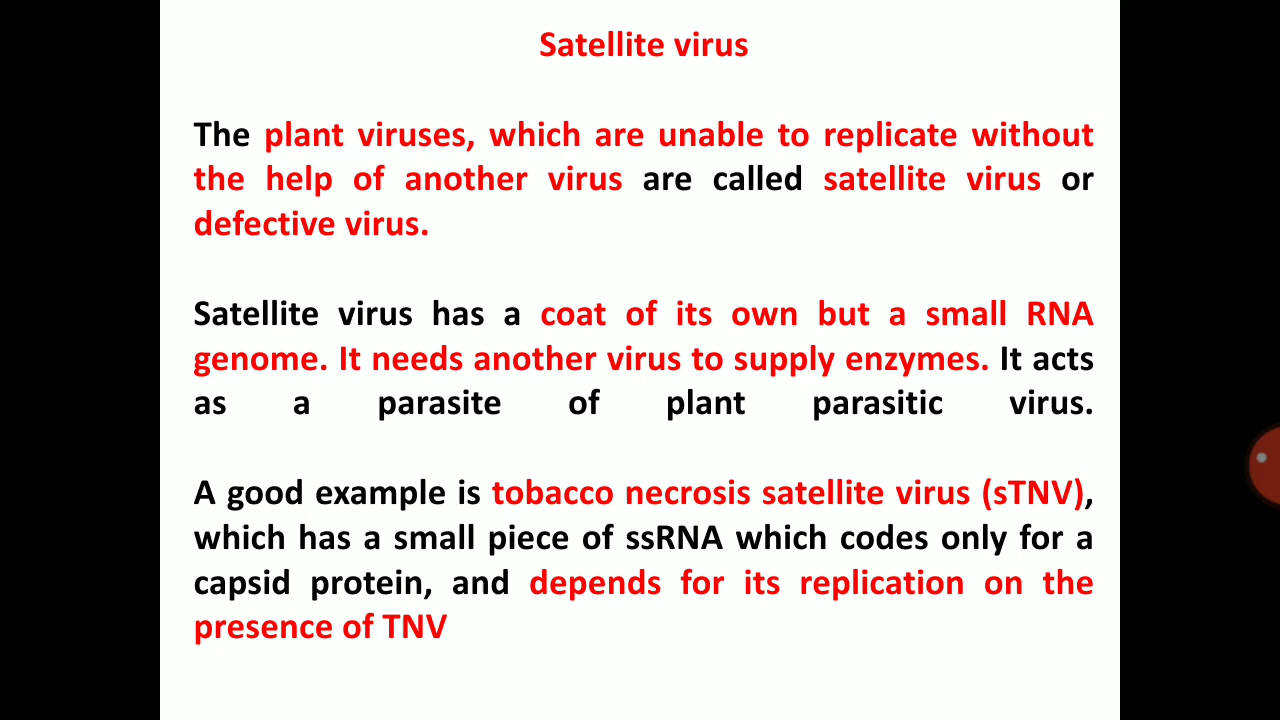 Satellite virus
The plant viruses, which are unable to replicate without
the help of another virus are called satellite virus or
defective virus.
Satellite virus has a coat of its own but a small RNA
genome. It needs another virus to supply enzymes. It acts
as a parasite of plant parasitic virus.
A good example is tobacco necrosis satellite virus (sTNV),
which has a small piece of ssRNA which codes only for a
capsid protein, and depends for its replication on the
presence of TNV